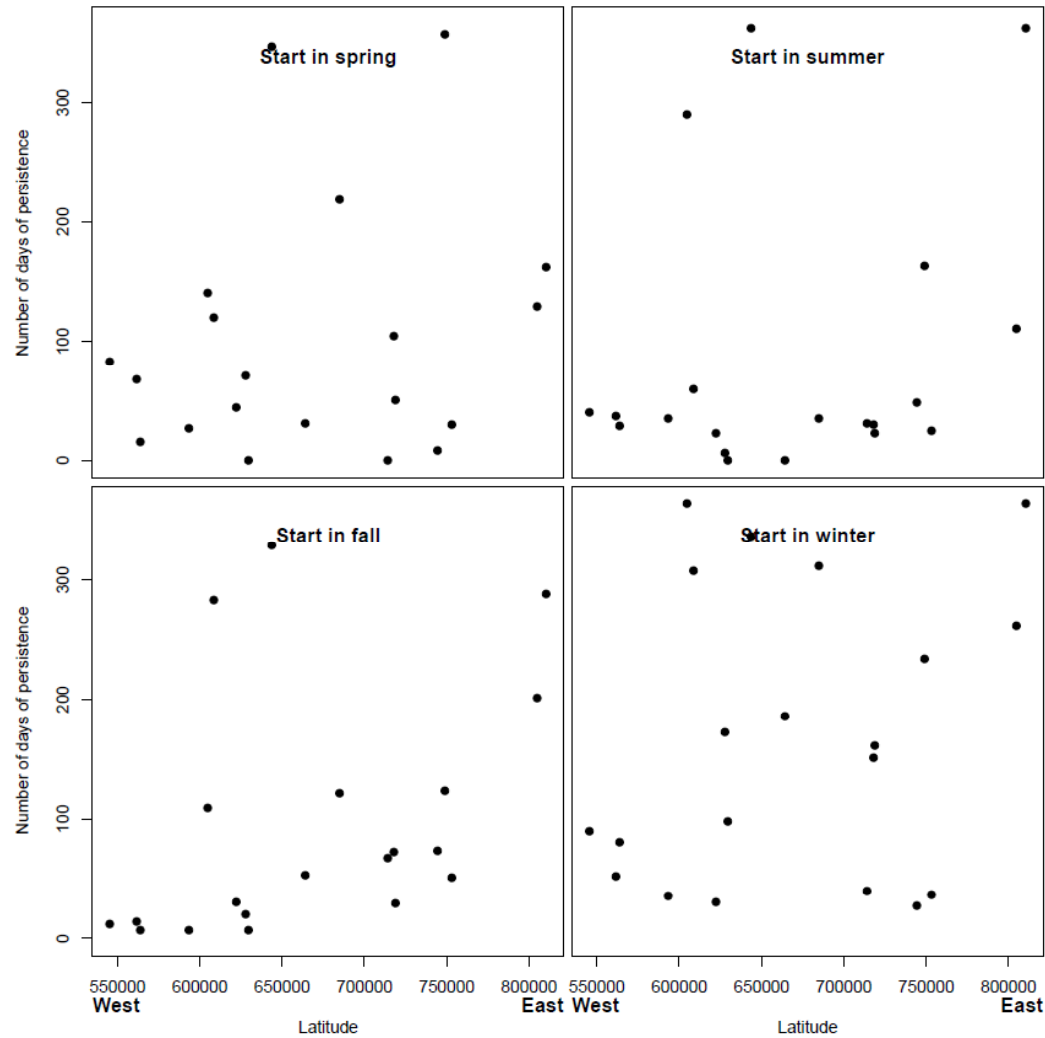 Start in spring
Start in summer
Number of days of persistence
300
200
100
0
Start in fall
Start in winter
Number of days of persistence
300
200
100
0
550000 600000 650000 700000 750000 800000
550000 600000 650000 700000 750000 800000
West East
West East
Latitude
Latitude